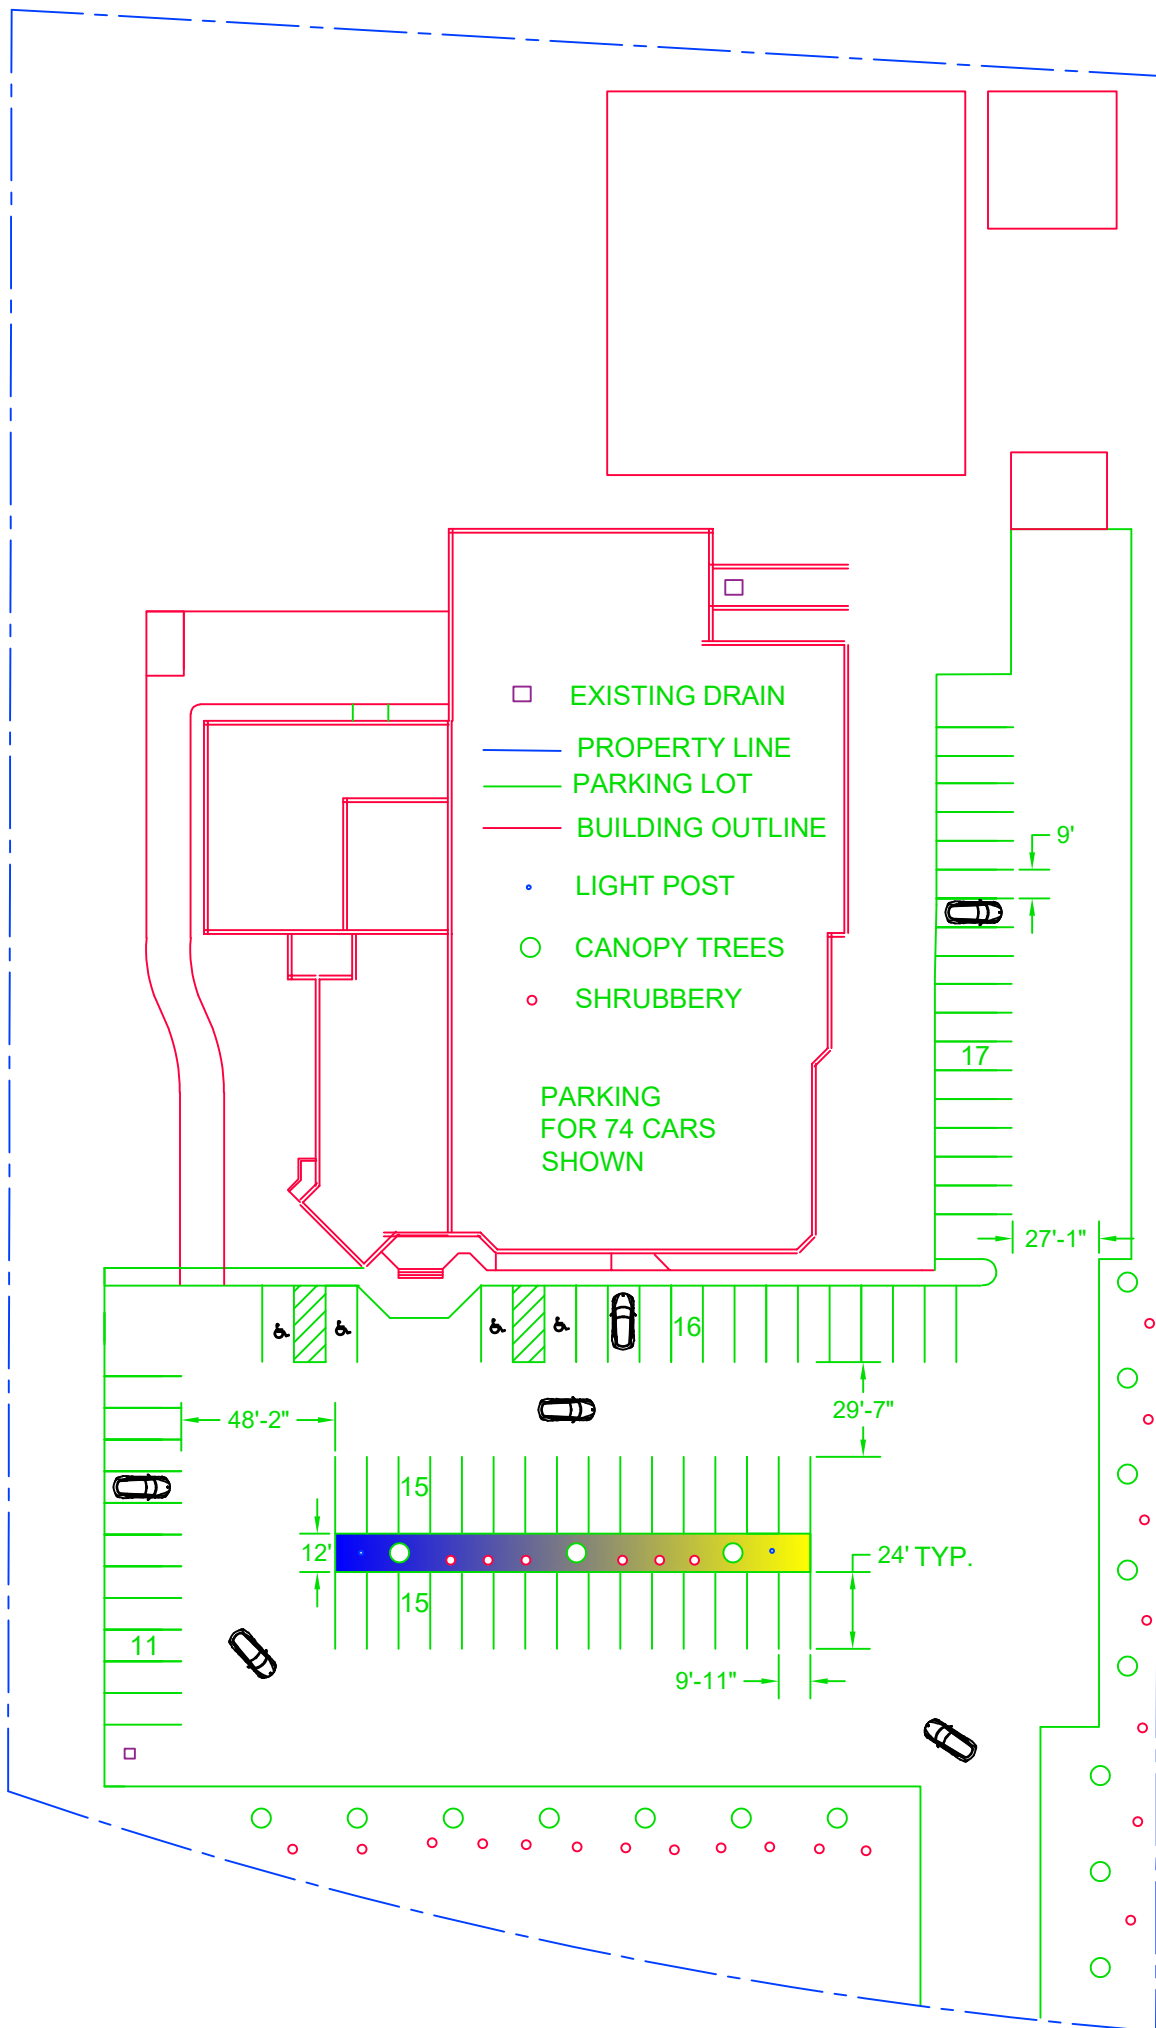 EXISTING DRAIN
PROPERTY LINE
PARKING LOT
BUILDING OUTLINE
9'
LIGHT POST
CANOPY TREES
SHRUBBERY
17
PARKING
FOR 74 CARS
SHOWN
27'-1"
16
48'-2"
29'-7"
15
12'
24' TYP.
15
11
9'-11"